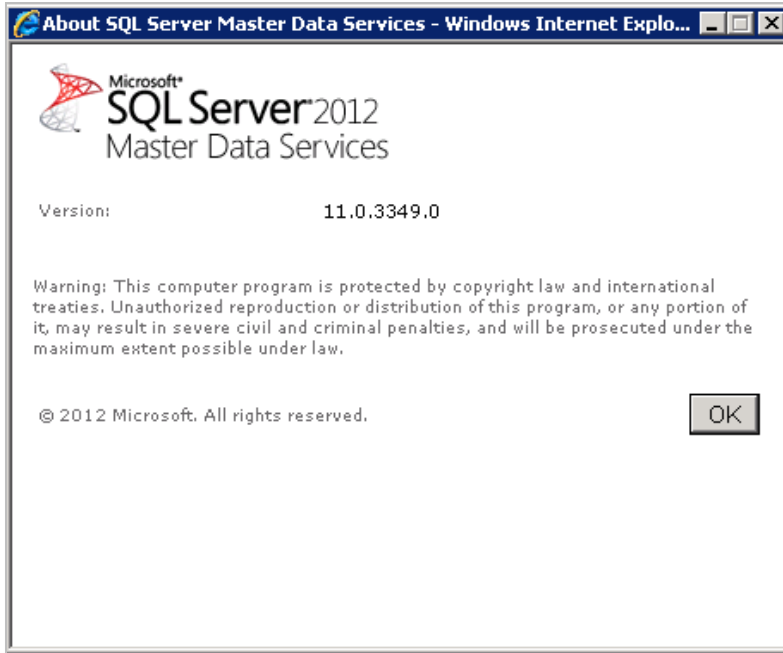 About SQL Server Master Data Services - Windows Internet Explo...
Microsoft®
SQL Server® 2012
Master Data Services
Version: 11.0.3349.0
Warning: This computer program is protected by copyright law and international
treaties. Unauthorized reproduction or distribution of this program, or any portion of
it, may result in severe civil and criminal penalties, and will be prosecuted under the
maximum extent possible under law.
© 2012 Microsoft. All rights reserved.
OK